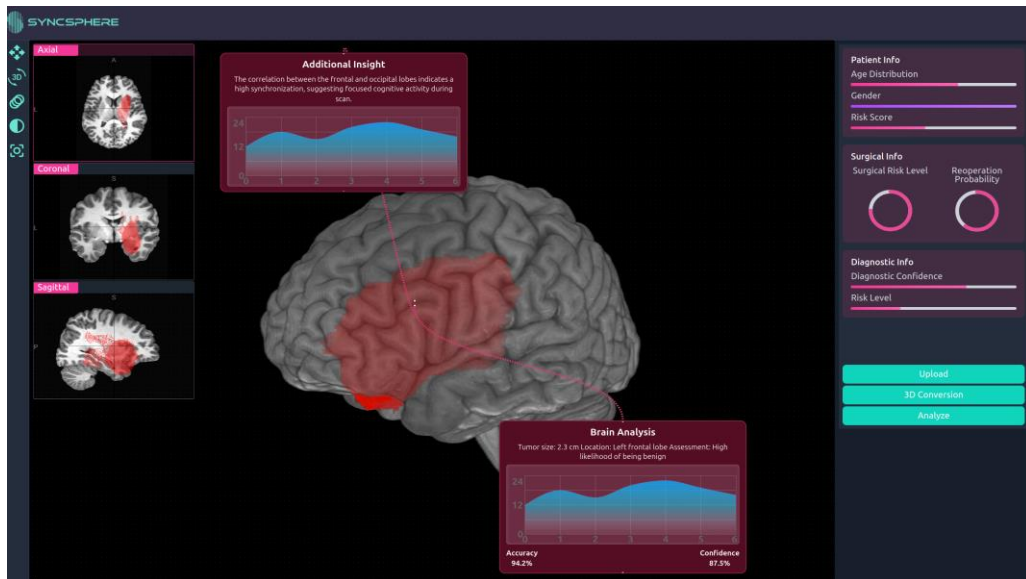 SYNCSPHERE
Axial
A
L
3D
Coronal
S
L
Sagittal
S
P
Additional Insight
The correlation between the frontal and occipital lobes indicates a
high synchronization, suggesting focused cognitive activity during
scan.
24
12
0
0 1 2 3 4 5 6
Brain Analysis
Tumor size: 2.3 cm Location: Left frontal lobe Assessment: High
likelihood of being benign
24
12
0
0 1 2 3 4 5 6
Accuracy Confidence
94.2% 87.5%
Patient Info
Age Distribution
Gender
Risk Score
Surgical Info
Surgical Risk Level
Reoperation
Probability
Diagnostic Info
Diagnostic Confidence
Risk Level
Upload
3D Conversion
Analyze